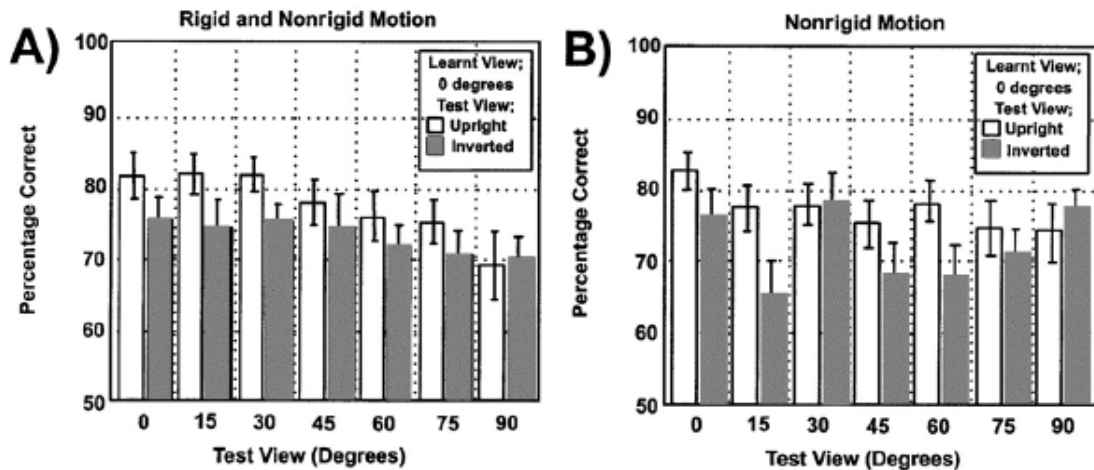 A)
Rigid and Nonrigid Motion
Percentage Correct
100
90
80
70
60
50
Learnt View;
0 degrees
Test View;
Upright
Inverted
0 15 30 45 60 75 90
Test View (Degrees)
B)
Nonrigid Motion
Percentage Correct
100
90
80
70
60
50
Learnt View;
0 degrees
Test View;
Upright
Inverted
0 15 30 45 60 75 90
Test View (Degrees)